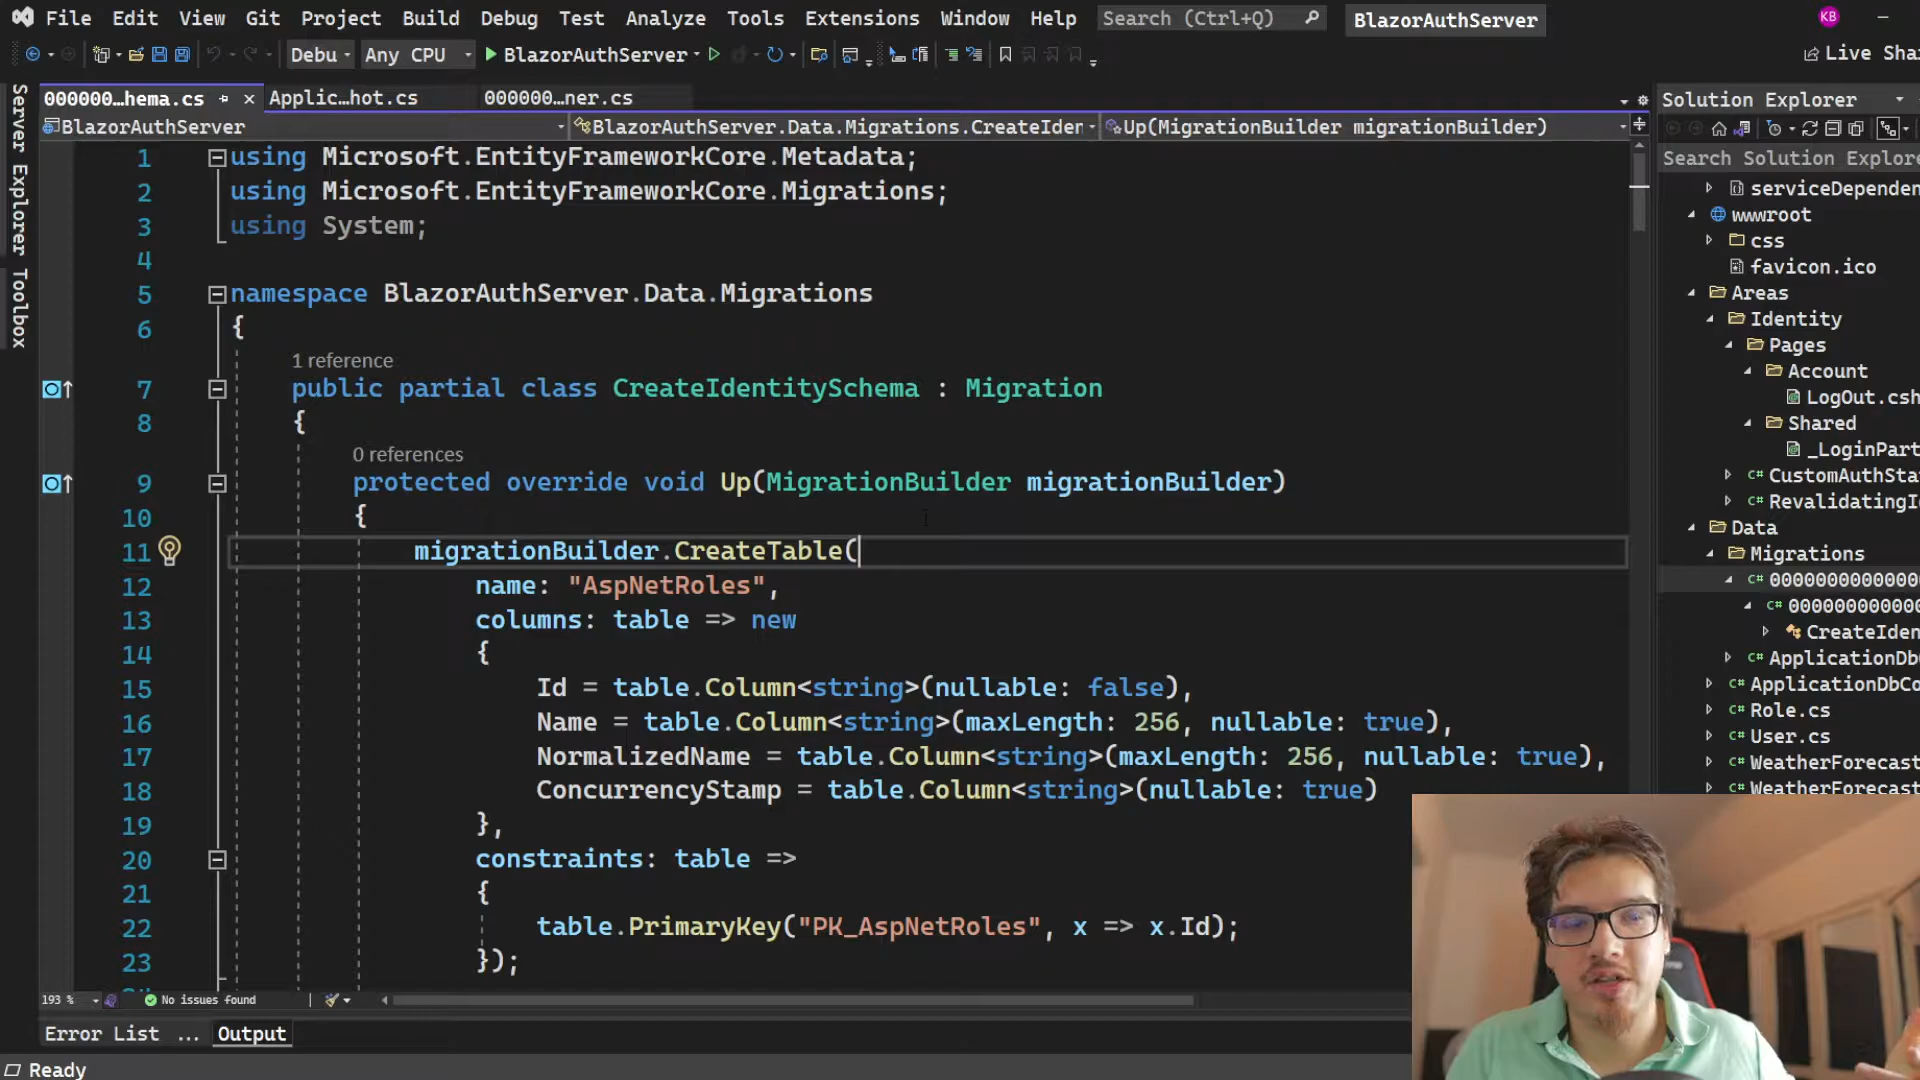 File Edit View Git Project Build Debug Test Analyze Tools Extensions Window Help Search (Ctrl+Q) BlazorAuthServer KB
Debu Any CPU BlazorAuthServer Live Sha
Server Explorer
Toolbox
000000…hema.cs Applic…hot.cs 000000…ner.cs
BlazorAuthServer BlazorAuthServer.Data.Migrations.CreateIden Up(MigrationBuilder migrationBuilder)
1 using Microsoft.EntityFrameworkCore.Metadata;
2 using Microsoft.EntityFrameworkCore.Migrations;
3 using System;
4
5 namespace BlazorAuthServer.Data.Migrations
6 {
1 reference
7 public partial class CreateIdentitySchema : Migration
8 {
0 references
9 protected override void Up(MigrationBuilder migrationBuilder)
10 {
11 migrationBuilder.CreateTable(
12 name: "AspNetRoles",
13 columns: table => new
14 {
15 Id = table.Column<string>(nullable: false),
16 Name = table.Column<string>(maxLength: 256, nullable: true),
17 NormalizedName = table.Column<string>(maxLength: 256, nullable: true),
18 ConcurrencyStamp = table.Column<string>(nullable: true)
19 },
20 constraints: table =>
21 {
22 table.PrimaryKey("PK_AspNetRoles", x => x.Id);
23 });
193 % No issues found
Error List ... Output
Ready
Solution Explorer
Search Solution Explore
serviceDependen
wwwroot
css
favicon.ico
Areas
Identity
Pages
Account
LogOut.csh
Shared
_LoginPart
C# CustomAuthSta
C# RevalidatingI
Data
Migrations
C# 00000000000000
C# 000000000000
CreateIden
C# ApplicationDb
C# ApplicationDbCo
C# Role.cs
C# User.cs
C# WeatherForecast
C# WeatherForecast